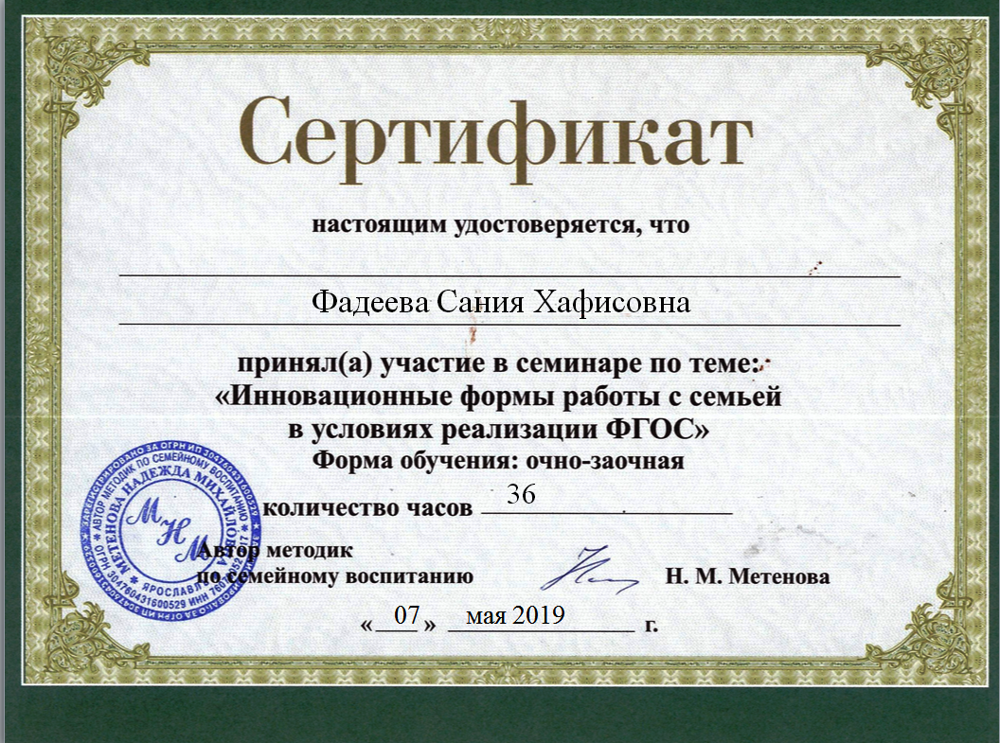 Сертификат
настоящим удостоверяется, что
Фадеева Сания Хафисовна
принял(а) участие в семинаре по теме:
«Инновационные формы работы с семьей
в условиях реализации ФГОС»
Форма обучения: очно-заочная
количество часов 36
Автор методик
по семейному воспитанию
Н. М. Метенова
« 07 » мая 2019 г.
ЗАРЕГИСТРИРОВАНО ЗА ОГРН ИП 304760431600529
АВТОР МЕТОДИК ПО СЕМЕЙНОМУ ВОСПИТАНИЮ
МЕТЕНОВА НАДЕЖДА МИХАЙЛОВНА
ОГРН 304760431600529 ИНН
ЯРОСЛАВЛЬ
МНМ